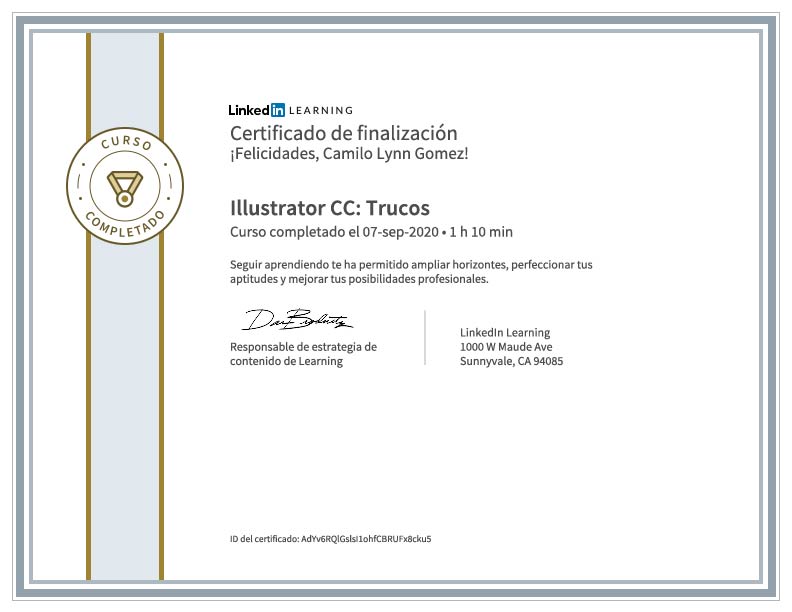 CURSO
COMPLETADO
LinkedIn LEARNING
Certificado de finalización
¡Felicidades, Camilo Lynn Gomez!
Illustrator CC: Trucos
Curso completado el 07-sep-2020 • 1 h 10 min
Seguir aprendiendo te ha permitido ampliar horizontes, perfeccionar tus
aptitudes y mejorar tus posibilidades profesionales.
Responsable de estrategia de
contenido de Learning
LinkedIn Learning
1000 W Maude Ave
Sunnyvale, CA 94085
ID del certificado: AdYv6RQlGslsI1ohfCBRUFx8cku5